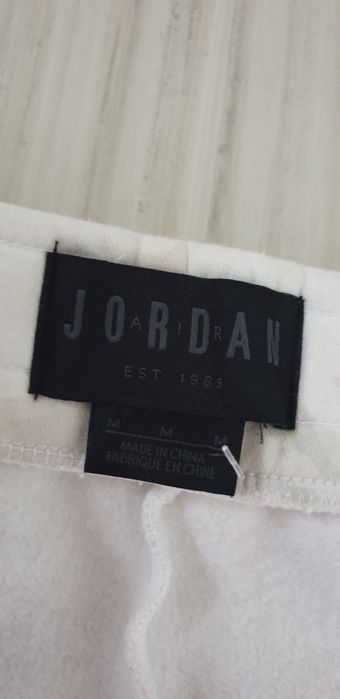 JORDAN
AIR
EST. 1985
M M M
MADE IN CHINA
FABRIQUE EN CHINE